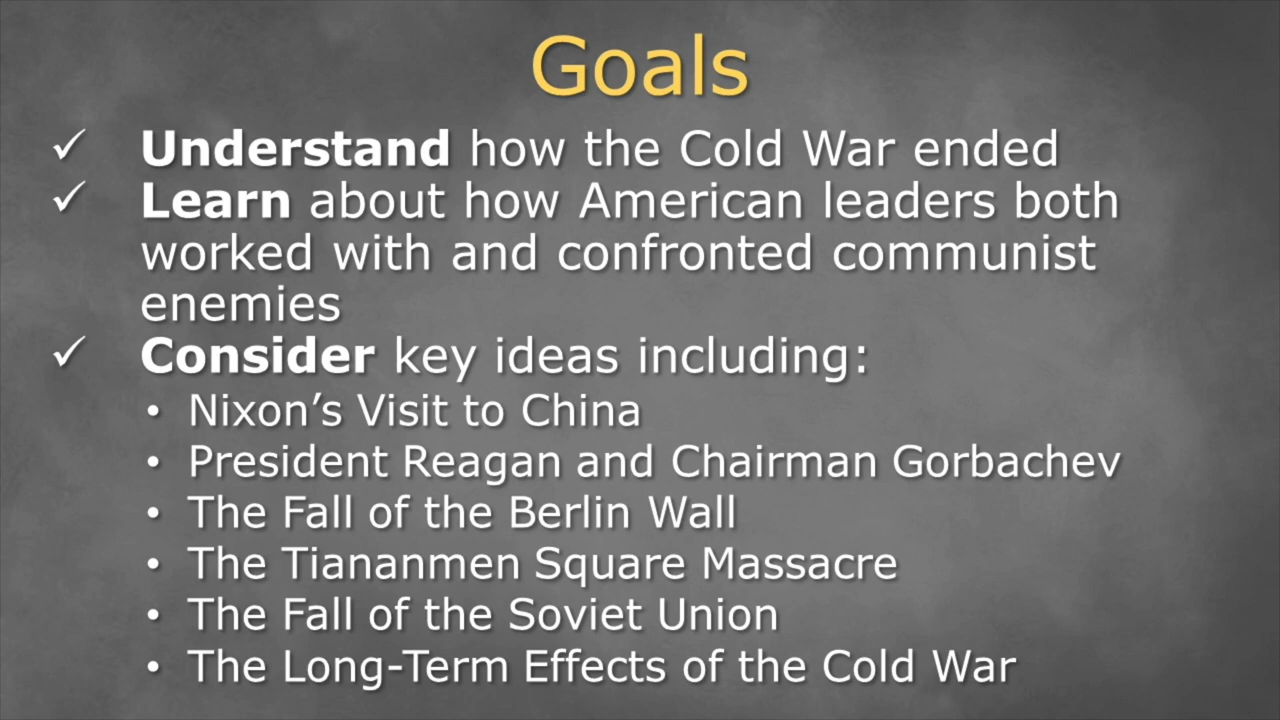 Goals
✓ Understand how the Cold War ended
✓ Learn about how American leaders both
worked with and confronted communist
enemies
✓ Consider key ideas including:
• Nixon’s Visit to China
• President Reagan and Chairman Gorbachev
• The Fall of the Berlin Wall
• The Tiananmen Square Massacre
• The Fall of the Soviet Union
• The Long-Term Effects of the Cold War